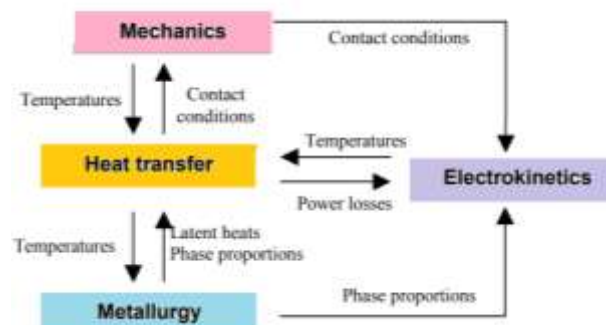 Mechanics
Contact conditions
Temperatures
Contact
conditions
Temperatures
Heat transfer
Electrokinetics
Power losses
Temperatures
Latent heats
Phase proportions
Phase proportions
Metallurgy